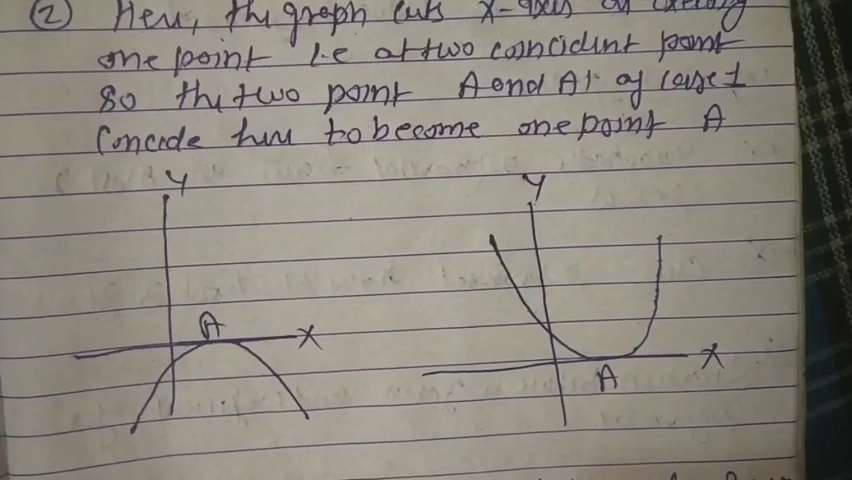 ② Here, the graph cuts x-axis at exactly
one point i.e at two coincident point
so the two point A and A' of case 1
Concide here to become one point A
Y
Y
A
X
X
A